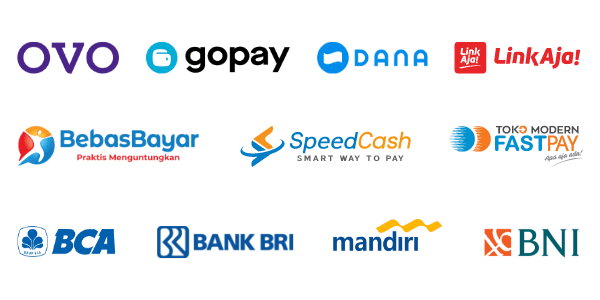 OVO
gopay
DANA
Link
Aja!
LinkAja!
BebasBayar
Praktis Menguntungkan
SpeedCash
SMART WAY TO PAY
TOKO MODERN
FASTPAY
Apa aja ada!
BCA
BANK BRI
mandiri
BNI